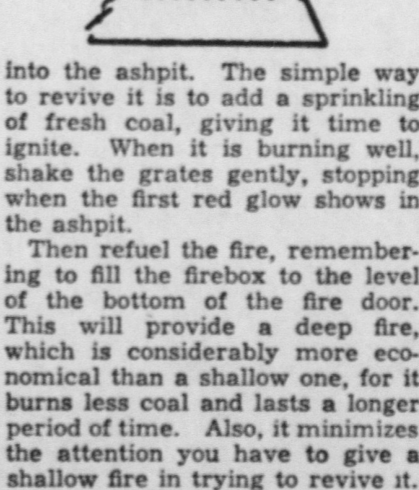 into the ashpit. The simple way
to revive it is to add a sprinkling
of fresh coal, giving it time to
ignite. When it is burning well,
shake the grates gently, stopping
when the first red glow shows in
the ashpit.
Then refuel the fire, remember-
ing to fill the firebox to the level
of the bottom of the fire door.
This will provide a deep fire,
which is considerably more eco-
nomical than a shallow one, for it
burns less coal and lasts a longer
period of time. Also, it minimizes
the attention you have to give a
shallow fire in trying to revive it.